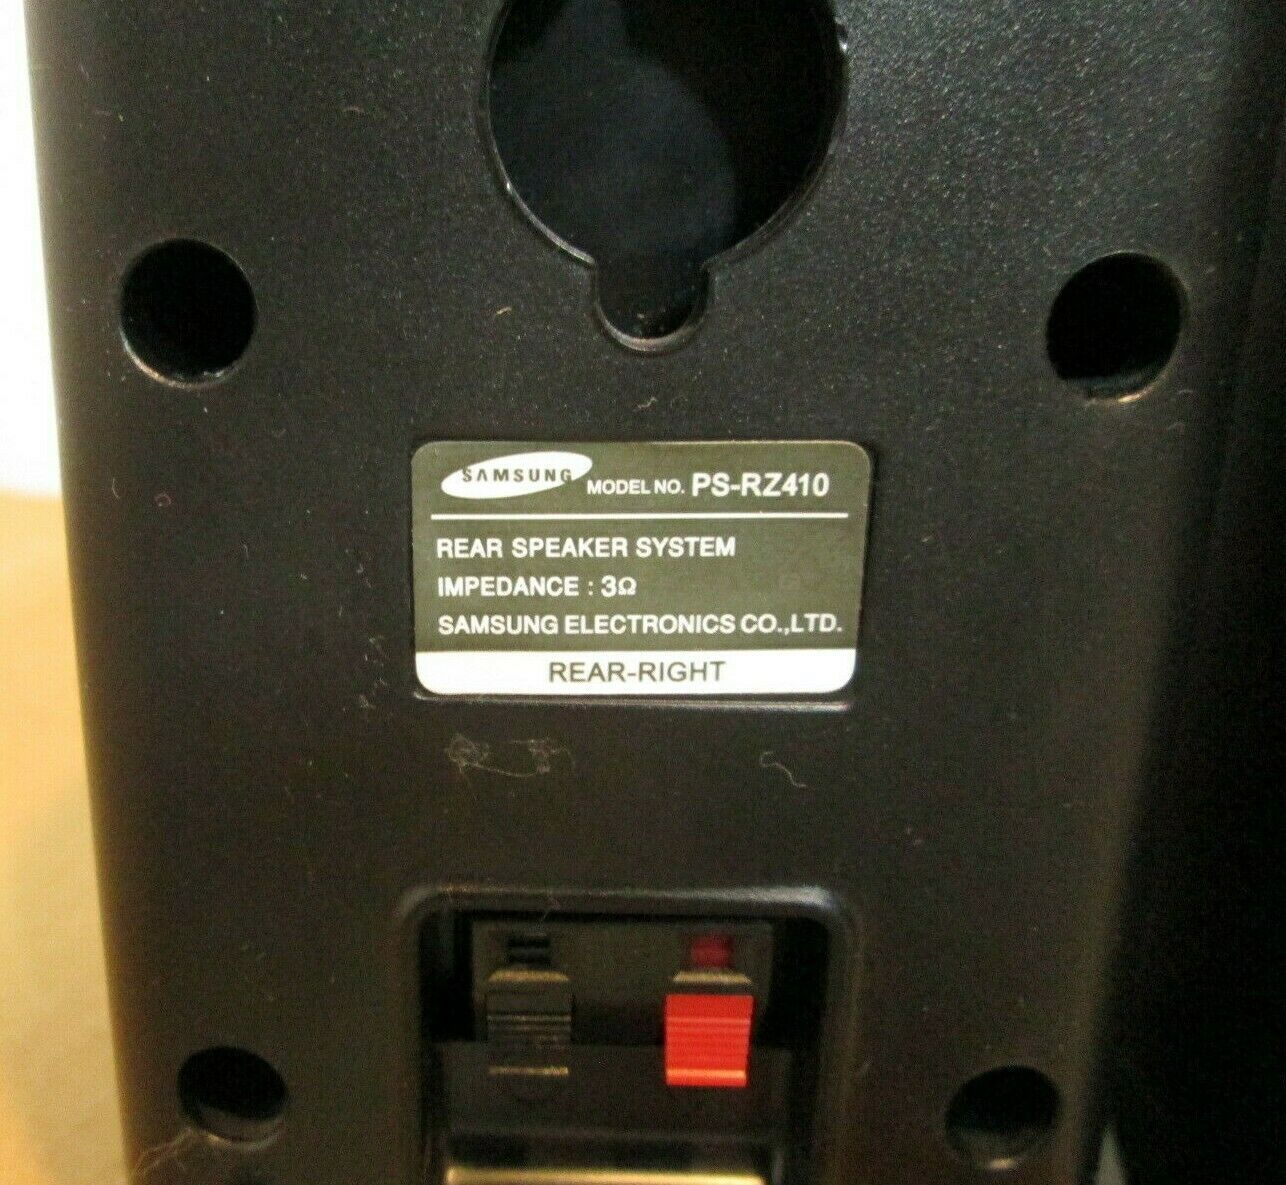 SAMSUNG MODEL NO. PS-RZ410
REAR SPEAKER SYSTEM
IMPEDANCE : 3Ω
SAMSUNG ELECTRONICS CO.,LTD.
REAR-RIGHT